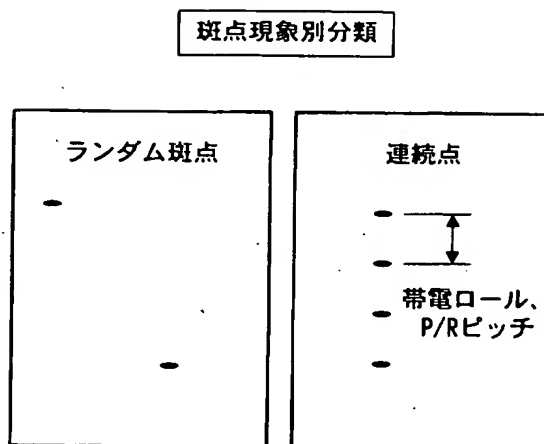 斑点現象別分類
ランダム斑点
連続点
帯電ロール、
P/Rピッチ